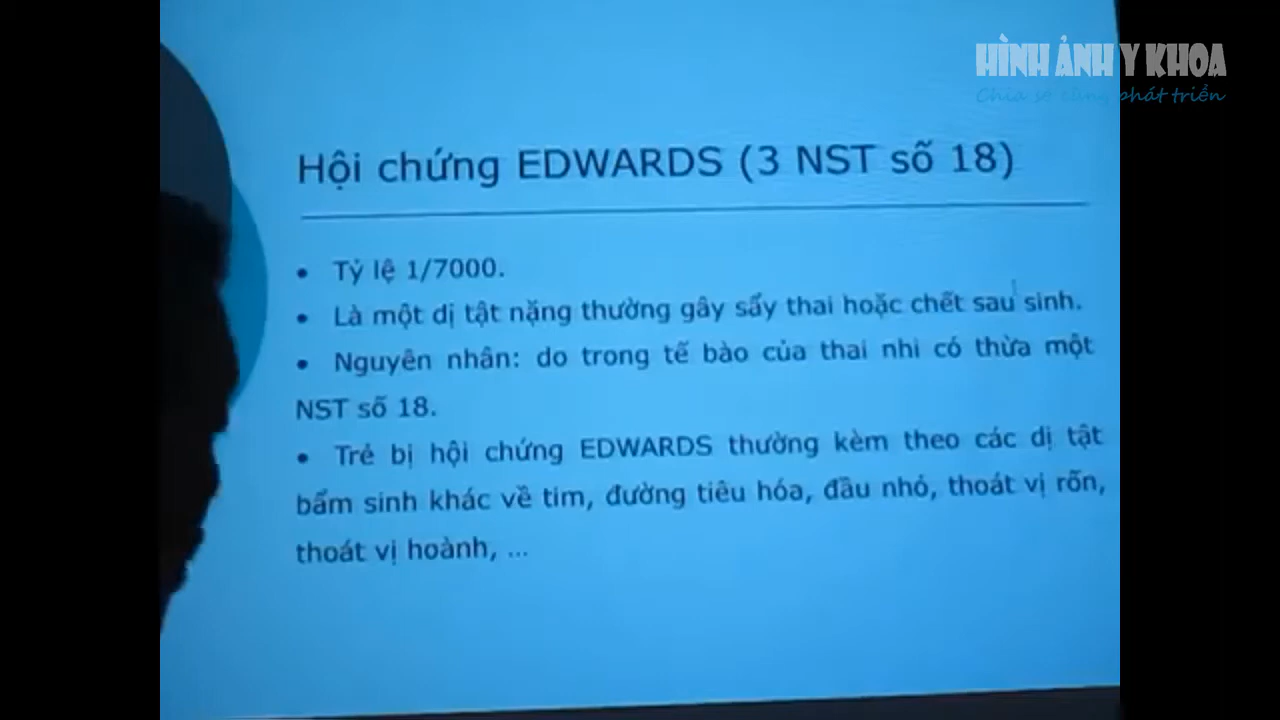 HÌNH ẢNH Y KHOA
Chia sẻ cùng phát triển
Hội chứng EDWARDS (3 NST số 18)
• Tỷ lệ 1/7000.
• Là một dị tật nặng thường gây sẩy thai hoặc chết sau sinh.
• Nguyên nhân: do trong tế bào của thai nhi có thừa một
NST số 18.
• Trẻ bị hội chứng EDWARDS thường kèm theo các dị tật
bẩm sinh khác về tim, đường tiêu hóa, đầu nhỏ, thoát vị rốn,
thoát vị hoành, ...